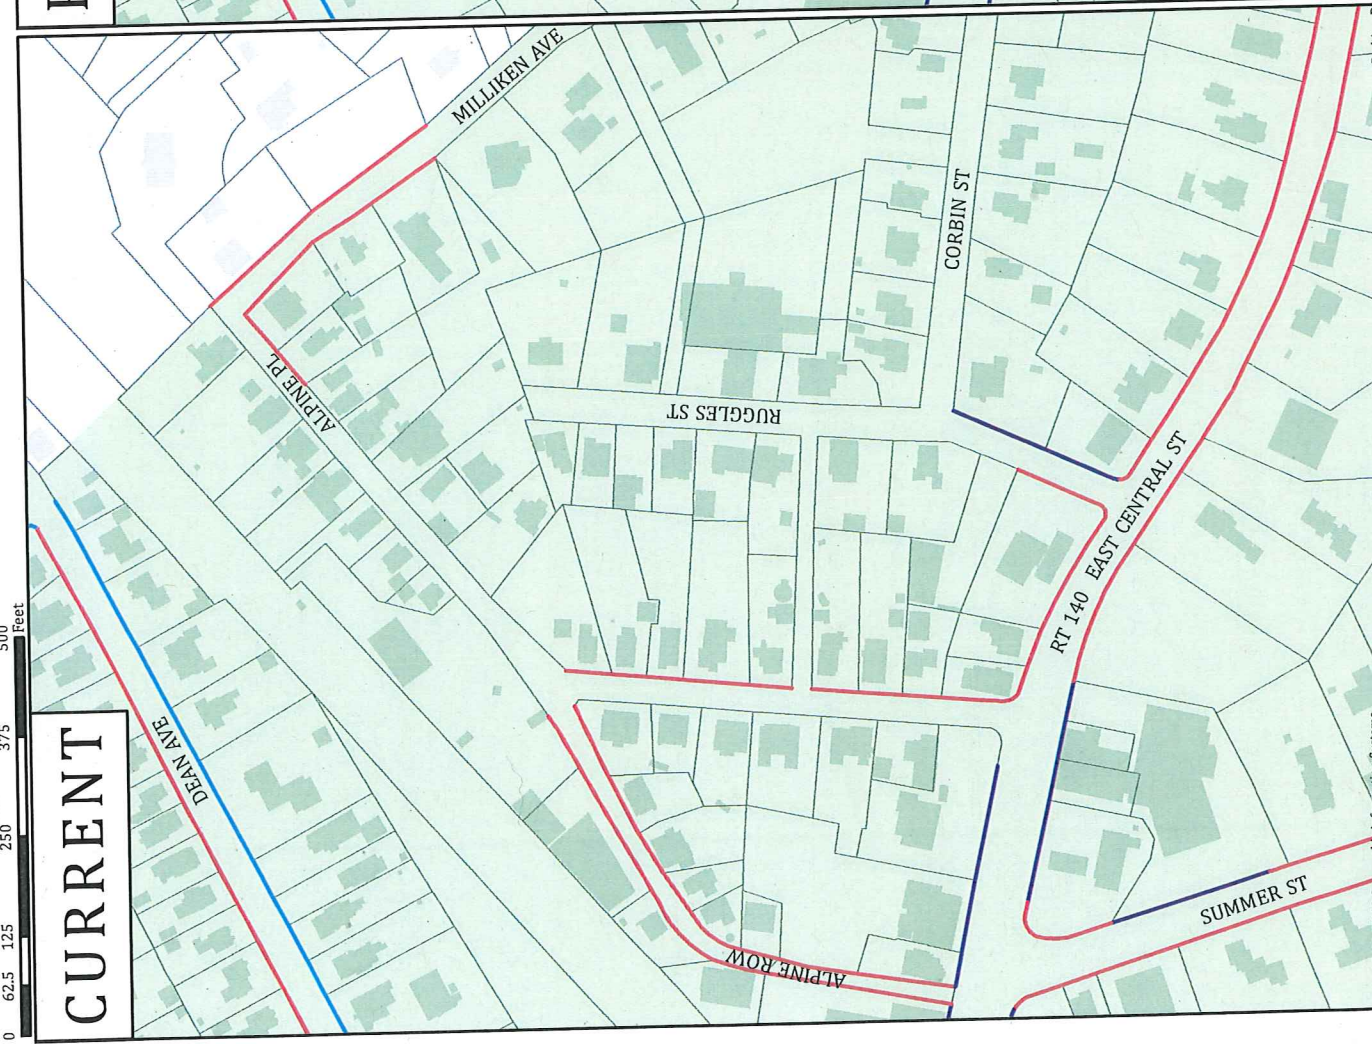 CURRENT
0 62.5 125 250 375 500
Feet
MILLIKEN AVE
ALPINE PL
CORBIN ST
RUGGLES ST
RT 140 EAST CENTRAL ST
DEAN AVE
ALPINE ROW
SUMMER ST